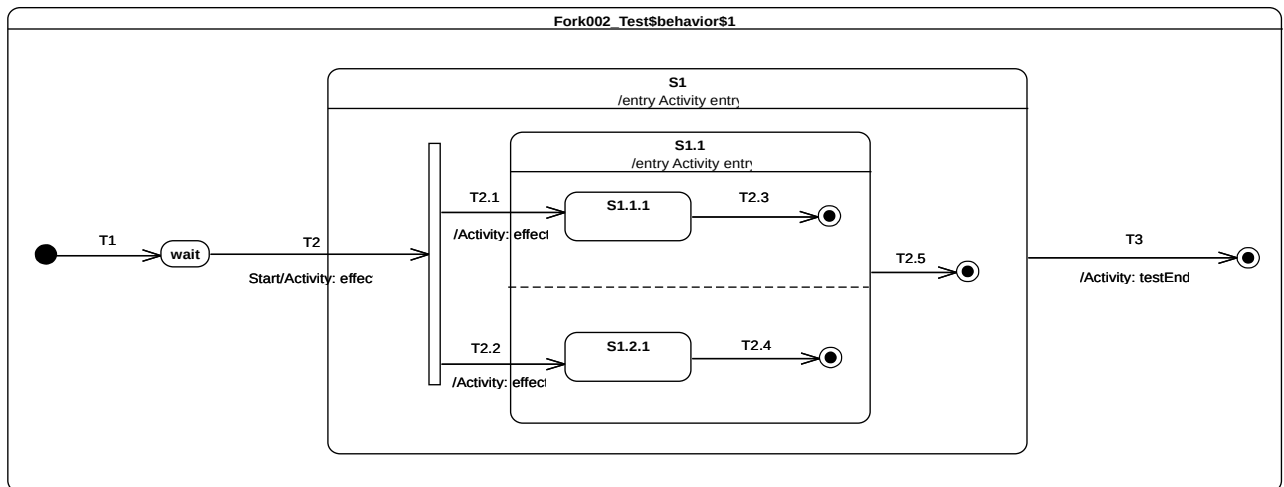 Fork002_Test$behavior$1
S1
/entry Activity entry
S1.1
/entry Activity entry
T2.1
S1.1.1
T2.3
/Activity: effect
T1
wait
T2
Start/Activity: effec
T2.5
T3
/Activity: testEnd
T2.2
S1.2.1
T2.4
/Activity: effect